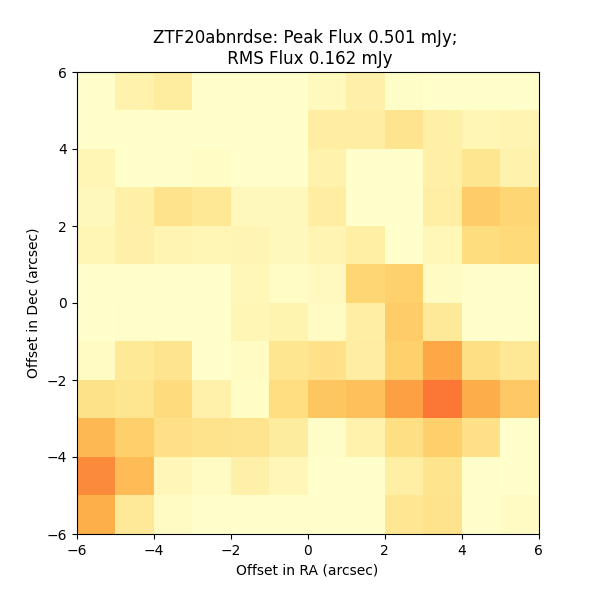 ZTF20abnrdse: Peak Flux 0.501 mJy;
RMS Flux 0.162 mJy
6
4
2
0
−2
−4
−6
Offset in Dec (arcsec)
−6 −4 −2 0 2 4 6
Offset in RA (arcsec)